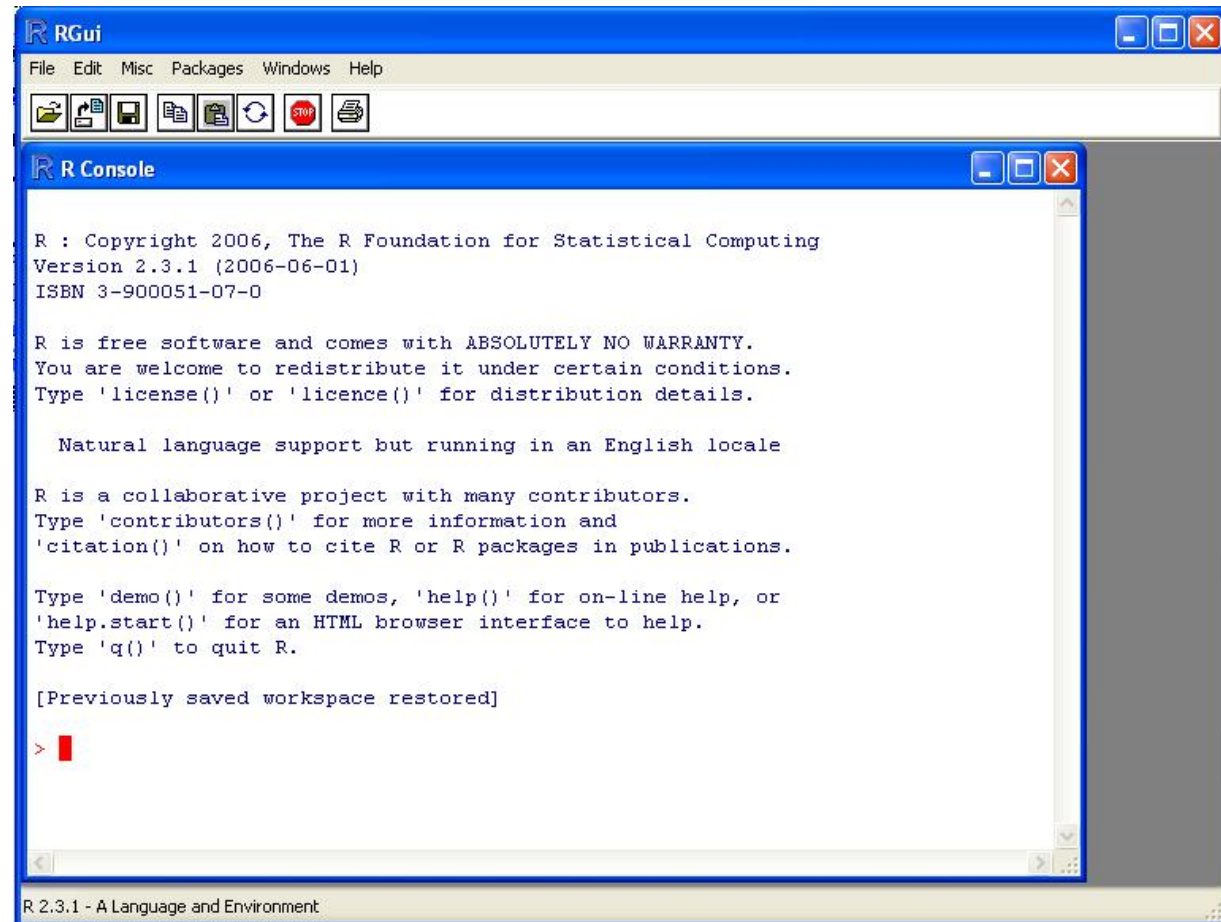 RGui
File Edit Misc Packages Windows Help
STOP
R Console
R : Copyright 2006, The R Foundation for Statistical Computing
Version 2.3.1 (2006-06-01)
ISBN 3-900051-07-0
R is free software and comes with ABSOLUTELY NO WARRANTY.
You are welcome to redistribute it under certain conditions.
Type 'license()' or 'licence()' for distribution details.
Natural language support but running in an English locale
R is a collaborative project with many contributors.
Type 'contributors()' for more information and
'citation()' on how to cite R or R packages in publications.
Type 'demo()' for some demos, 'help()' for on-line help, or
'help.start()' for an HTML browser interface to help.
Type 'q()' to quit R.
[Previously saved workspace restored]
>
R 2.3.1 - A Language and Environment